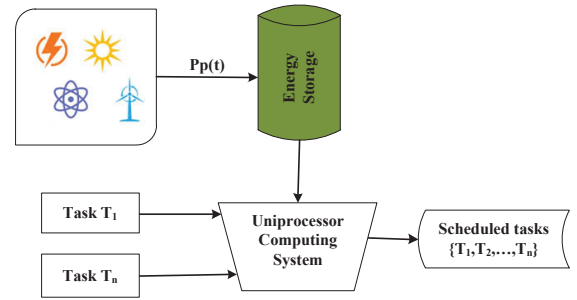 Pp(t)
Energy
Storage
Task T₁
Task Tₙ
Uniprocessor
Computing
System
Scheduled tasks
{T₁,T₂,...,Tₙ}